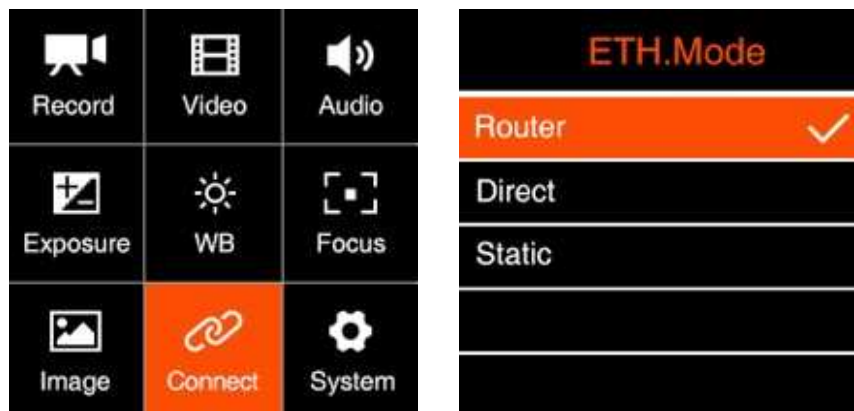 Record Video Audio
Exposure WB Focus
Image Connect System
ETH.Mode
Router
Direct
Static